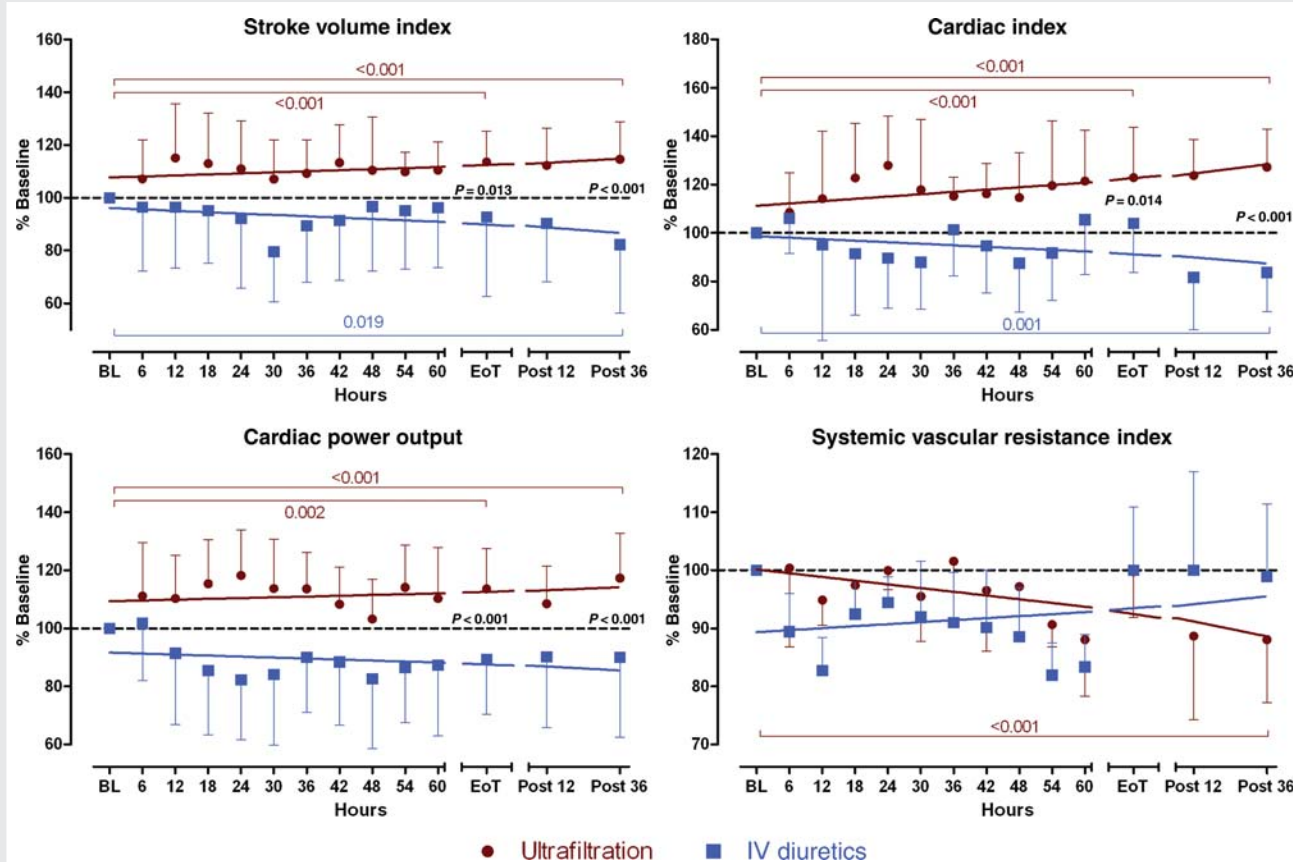 Stroke volume index
160
140
120
100
80
60
% Baseline
<0.001
<0.001
P = 0.013
P < 0.001
0.019
BL 6 12 18 24 30 36 42 48 54 60 EoT Post 12 Post 36
Hours
Cardiac index
180
160
140
120
100
80
60
% Baseline
<0.001
<0.001
P = 0.014
P < 0.001
0.001
BL 6 12 18 24 30 36 42 48 54 60 EoT Post 12 Post 36
Hours
Cardiac power output
160
140
120
100
80
60
% Baseline
<0.001
0.002
P < 0.001
P < 0.001
BL 6 12 18 24 30 36 42 48 54 60 EoT Post 12 Post 36
Hours
Systemic vascular resistance index
120
110
100
90
80
70
% Baseline
<0.001
BL 6 12 18 24 30 36 42 48 54 60 EoT Post 12 Post 36
Hours
Ultrafiltration IV diuretics